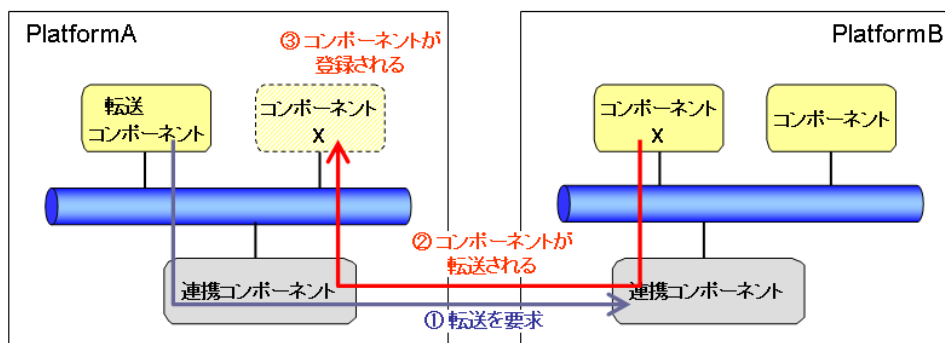 PlatformA
③ コンポーネントが
登録される
転送
コンポーネント
コンポーネント
X
② コンポーネントが
転送される
連携コンポーネント
① 転送を要求
PlatformB
コンポーネント
X
コンポーネント
連携コンポーネント